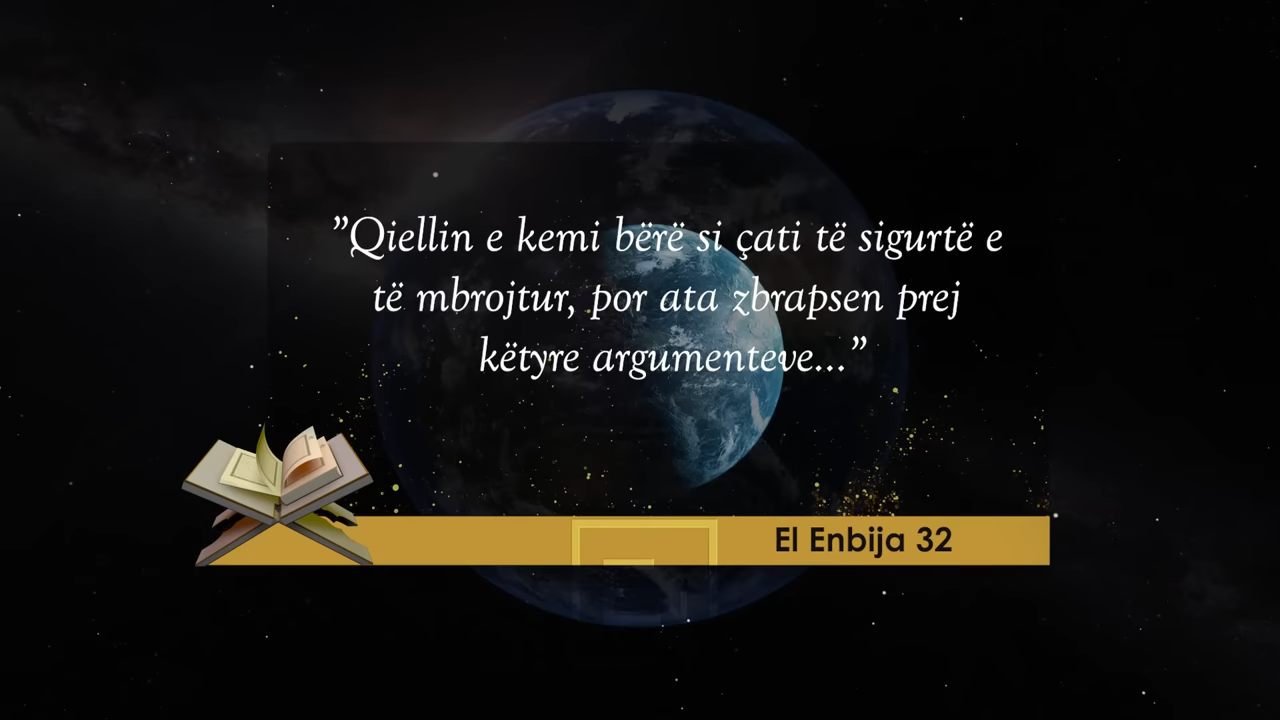 ”Qiellin e kemi bërë si çati të sigurtë e
të mbrojtur, por ata zbrapsen prej
këtyre argumenteve...”
El Enbija 32